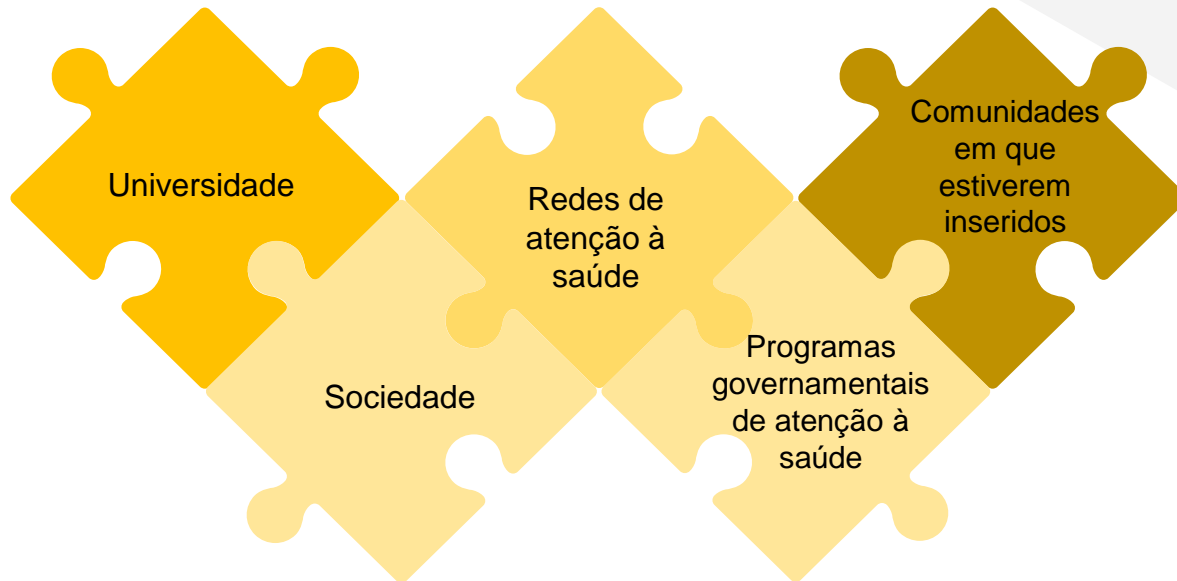 Universidade
Sociedade
Redes de
atenção à
saúde
Programas
governamentais
de atenção à
saúde
Comunidades
em que
estiverem
inseridos